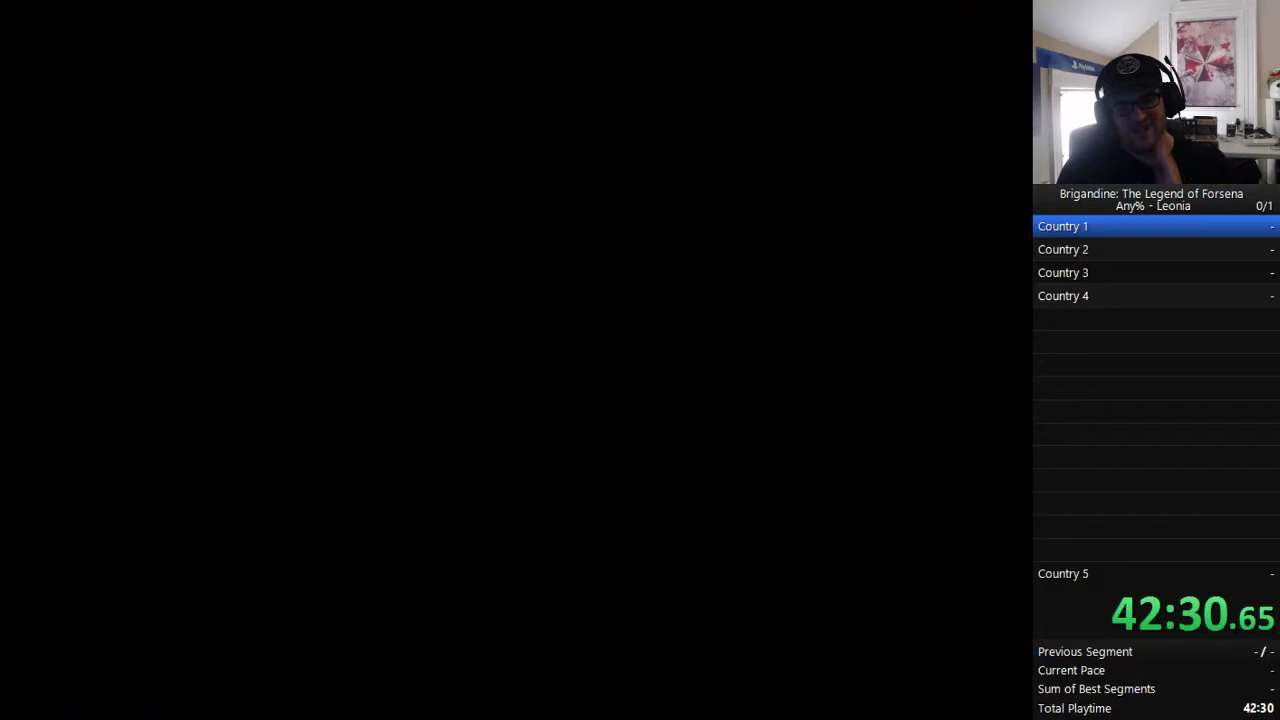 PlayStation
Brigandine: The Legend of Forsena
Any% - Leonia 0/1
Country 1 -
Country 2 -
Country 3 -
Country 4 -
Country 5 -
42:30.65
Previous Segment - / -
Current Pace -
Sum of Best Segments -
Total Playtime 42:30